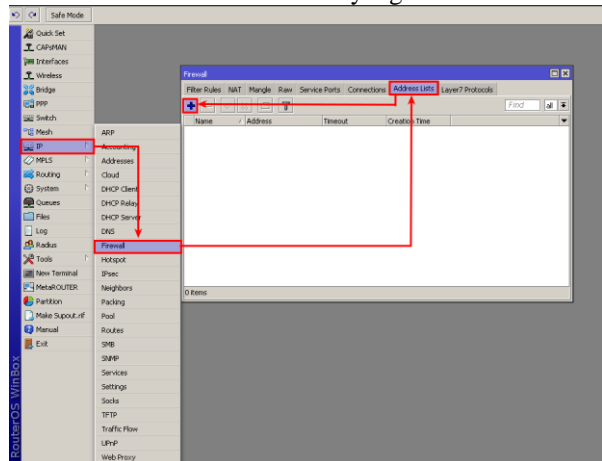 Safe Mode
Quick Set
CAPsMAN
Interfaces
Wireless
Bridge
PPP
Switch
Mesh
IP
MPLS
Routing
System
Queues
Files
Log
Radius
Tools
New Terminal
MetaROUTER
Partition
Make Supout.rif
Manual
Exit
RouterOS WinBox
ARP
Accounting
Addresses
Cloud
DHCP Client
DHCP Relay
DHCP Server
DNS
Firewall
Hotspot
IPsec
Neighbors
Packing
Pool
Routes
SMB
SNMP
Services
Settings
Socks
TFTP
Traffic Flow
UPnP
Web Proxy
Firewall
Filter Rules NAT Mangle Raw Service Ports Connections Address Lists Layer7 Protocols
Find all
Name Address Timeout Creation Time
0 items